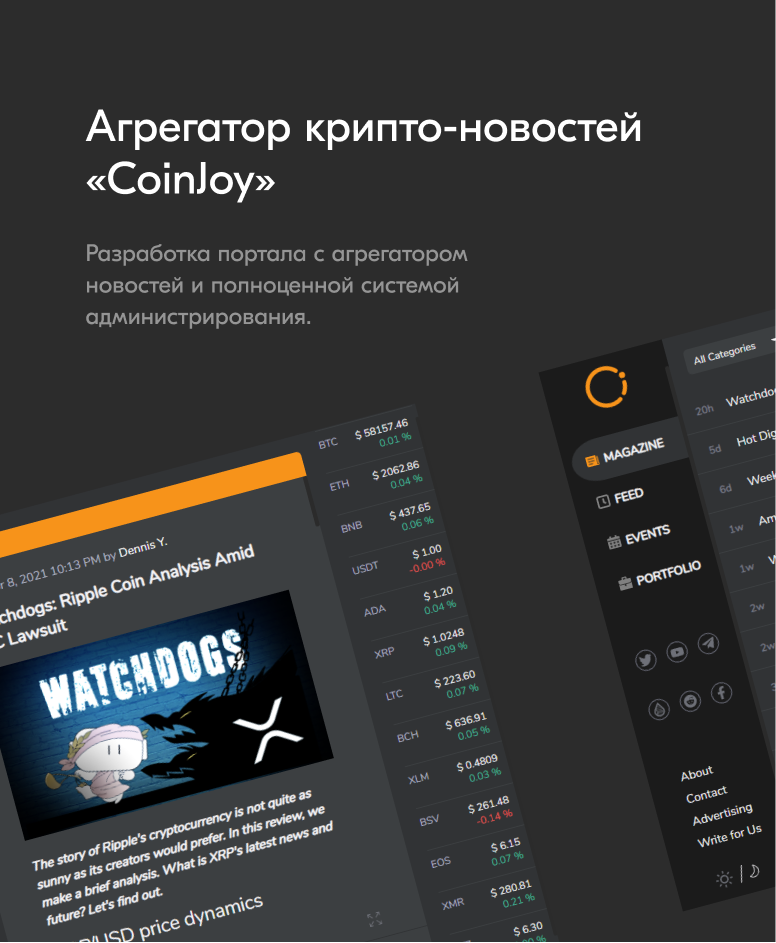 Агрегатор крипто-новостей
«CoinJoy»
Разработка портала с агрегатором
новостей и полноценной системой
администрирования.
8, 2021 10:13 PM by Dennis Y.
Ripple Coin Analysis Amid
Lawsuit
WATCHDOGS
The story of Ripple's cryptocurrency is not quite as
sunny as its creators would prefer. In this review, we
make a brief analysis. What is XRP's latest news and
future? Let's find out.
price dynamics
BTC $ 58157.46
0.01 %
ETH $ 2062.86
0.04 %
BNB $ 437.65
0.06 %
USDT $ 1.00
-0.00 %
ADA $ 1.20
0.04 %
XRP $ 1.0248
0.09 %
LTC $ 223.60
0.07 %
BCH $ 636.91
0.05 %
XLM $ 0.4809
0.03 %
BSV $ 261.48
-0.14 %
EOS $ 6.15
0.07 %
XMR $ 280.81
0.21 %
$ 6.30
MAGAZINE
FEED
EVENTS
PORTFOLIO
About
Contact
Advertising
Write for Us
All Categories
20h Watchdo
5d Hot Dig
6d Week
1w Am
1w
2w
2w